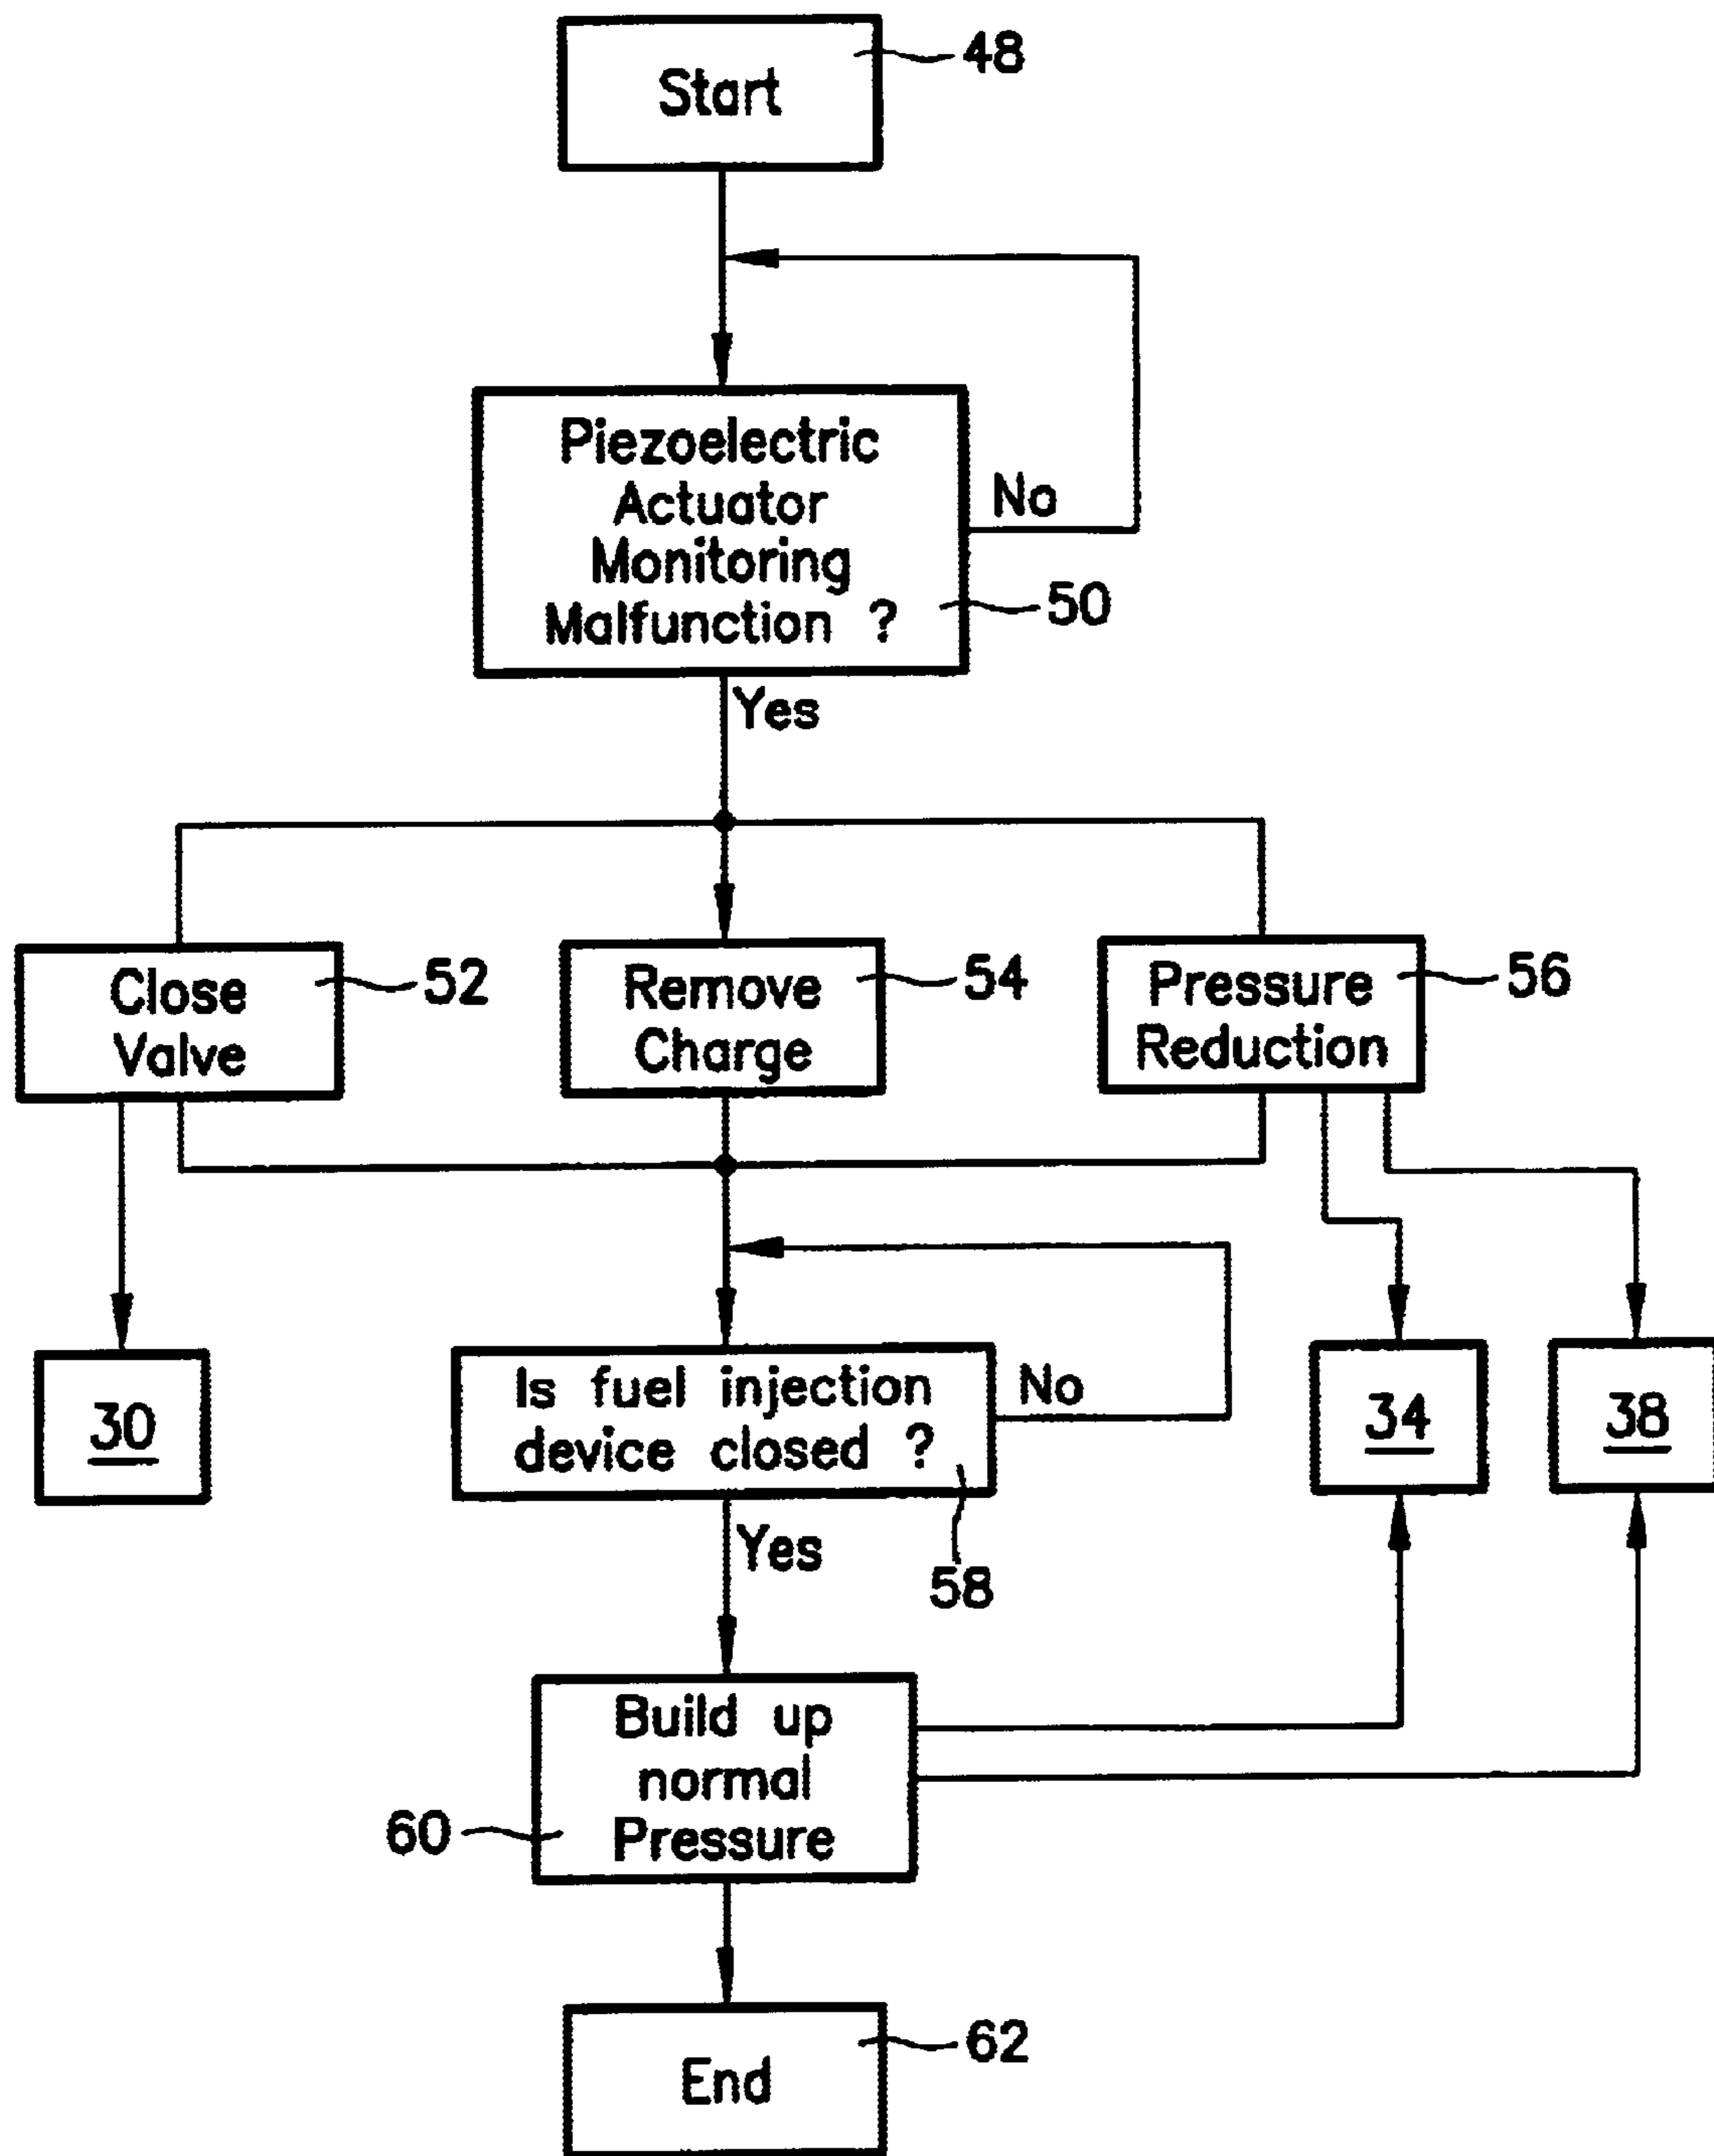 Start
48
Piezoelectric
Actuator
Monitoring
Malfunction ?
No
50
Yes
Close
Valve
52
Remove
Charge
54
Pressure
Reduction
56
30
Is fuel injection
device closed ?
No
58
34
38
Yes
Build up
normal
Pressure
60
End
62